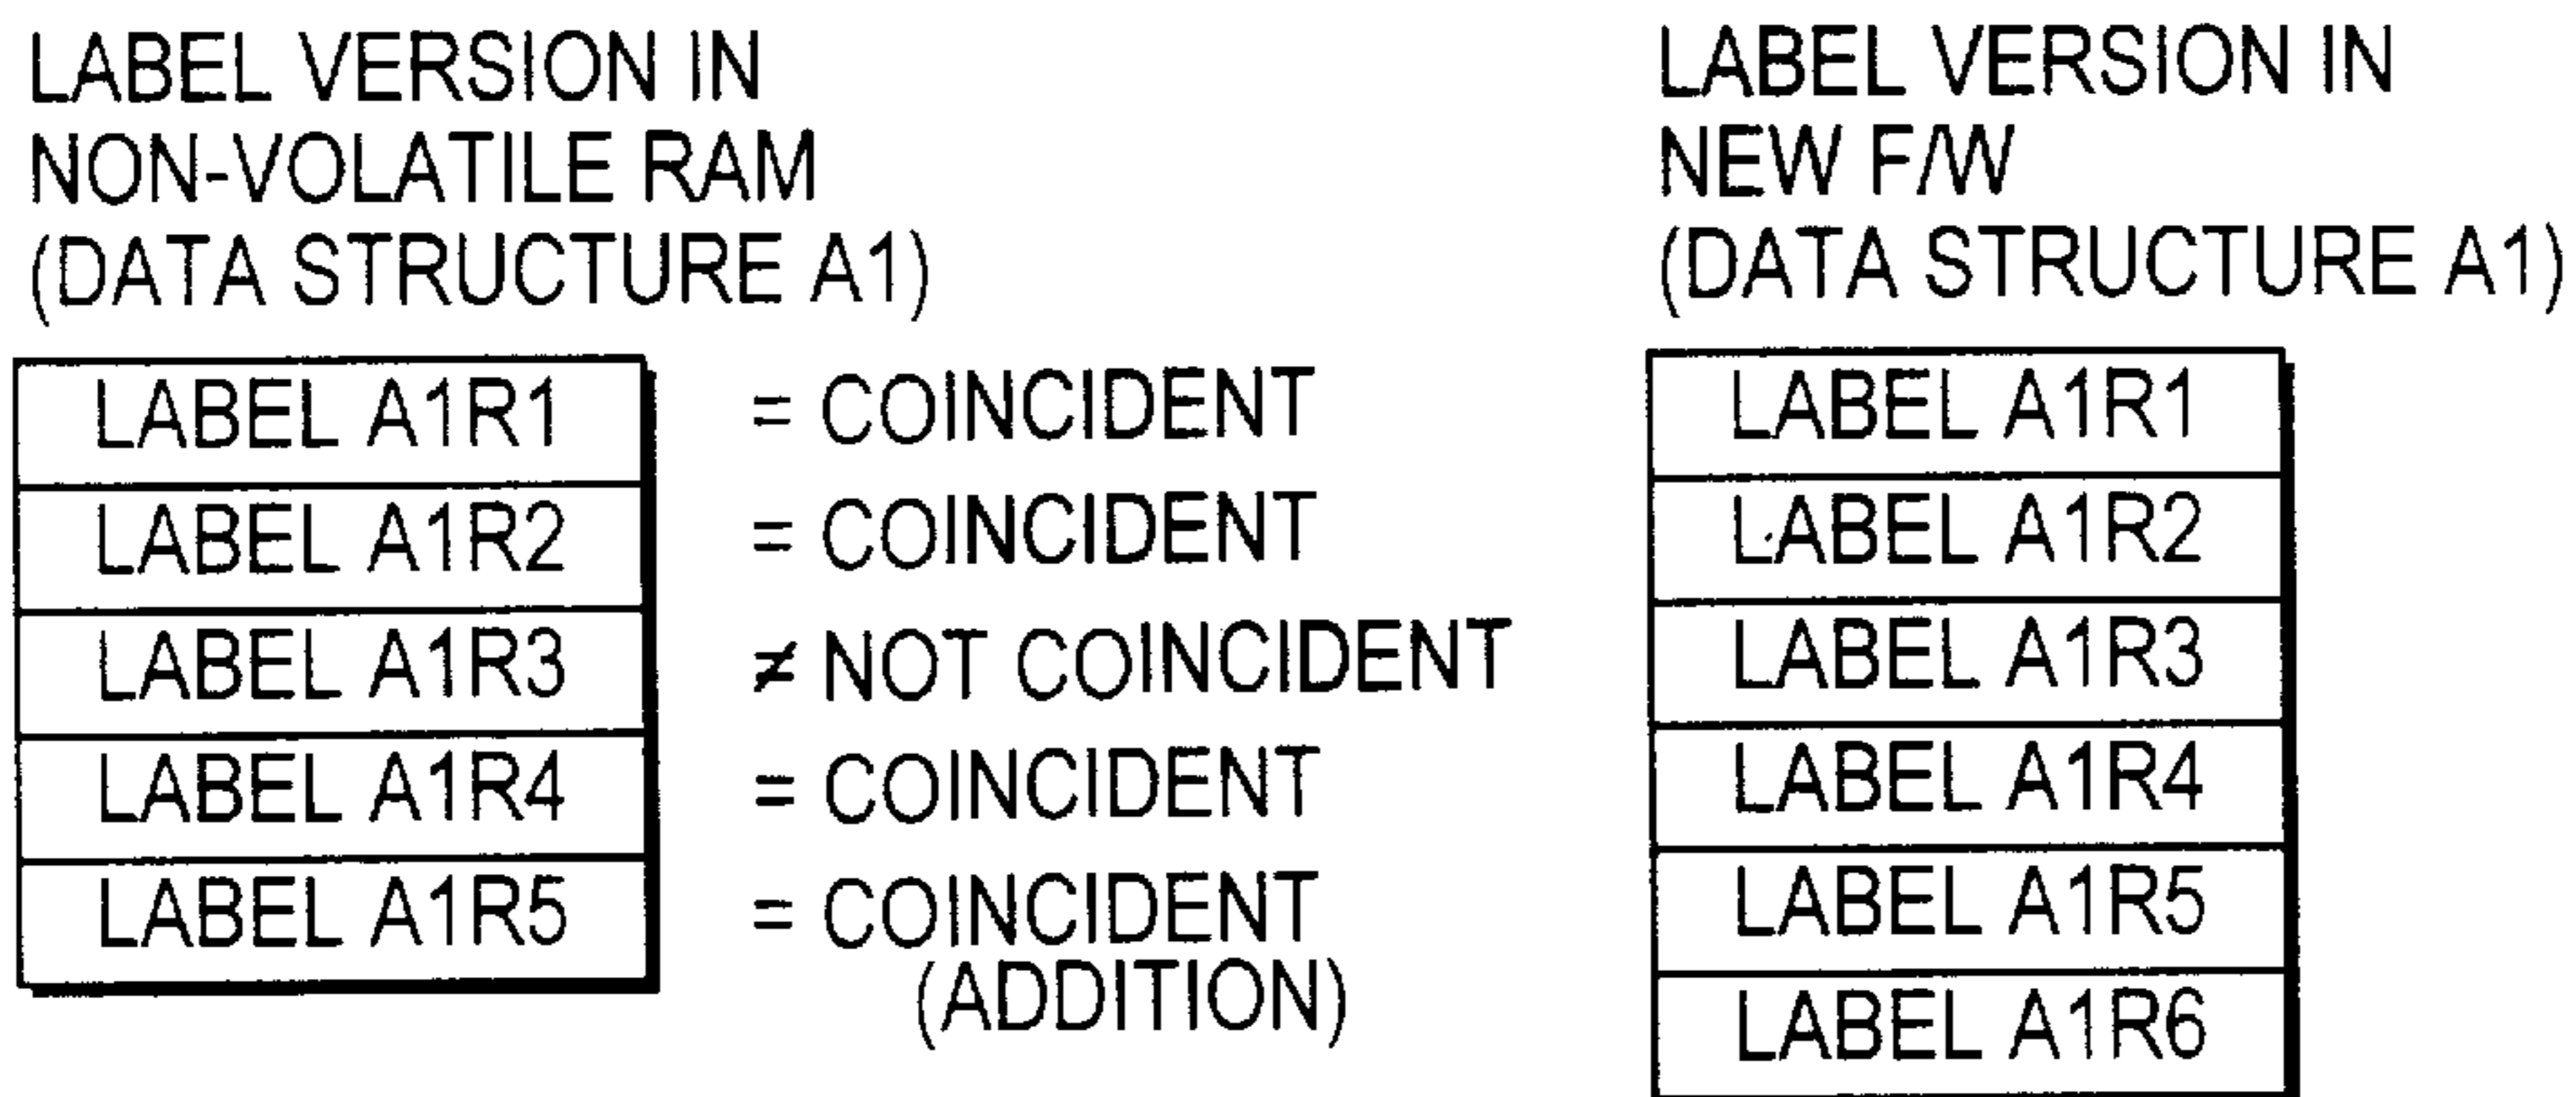 LABEL VERSION IN
NON-VOLATILE RAM
(DATA STRUCTURE A1)
LABEL VERSION IN
NEW F/W
(DATA STRUCTURE A1)
LABEL A1R1 = COINCIDENT LABEL A1R1
LABEL A1R2 = COINCIDENT LABEL A1R2
LABEL A1R3 ≠ NOT COINCIDENT LABEL A1R3
LABEL A1R4 = COINCIDENT LABEL A1R4
LABEL A1R5 = COINCIDENT LABEL A1R5
(ADDITION) LABEL A1R6